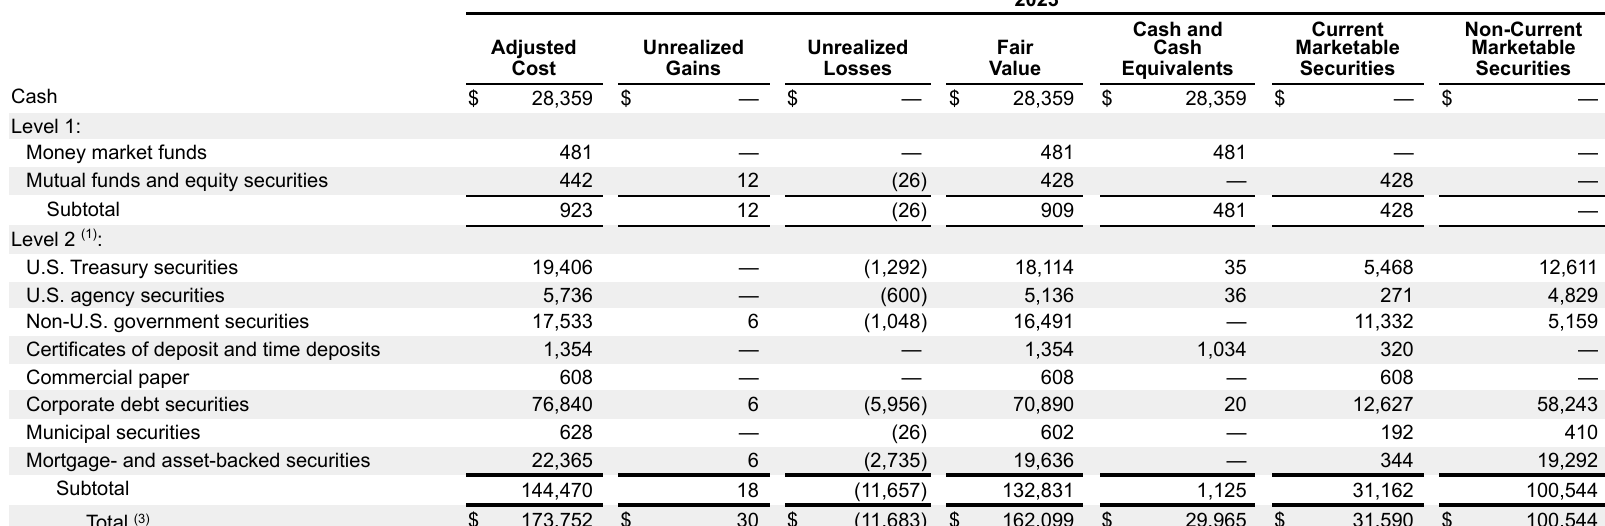 2023
Adjusted Cost Unrealized Gains Unrealized Losses Fair Value Cash and Cash Equivalents Current Marketable Securities Non-Current Marketable Securities
Cash $ 28,359 $ — $ — $ 28,359 $ 28,359 $ — $ —
Level 1:
Money market funds 481 — — 481 481 — —
Mutual funds and equity securities 442 12 (26) 428 — 428 —
Subtotal 923 12 (26) 909 481 428 —
Level 2 (1):
U.S. Treasury securities 19,406 — (1,292) 18,114 35 5,468 12,611
U.S. agency securities 5,736 — (600) 5,136 36 271 4,829
Non-U.S. government securities 17,533 6 (1,048) 16,491 — 11,332 5,159
Certificates of deposit and time deposits 1,354 — — 1,354 1,034 320 —
Commercial paper 608 — — 608 — 608 —
Corporate debt securities 76,840 6 (5,956) 70,890 20 12,627 58,243
Municipal securities 628 — (26) 602 — 192 410
Mortgage- and asset-backed securities 22,365 6 (2,735) 19,636 — 344 19,292
Subtotal 144,470 18 (11,657) 132,831 1,125 31,162 100,544
Total (3) $ 173,752 $ 30 $ (11,683) $ 162,099 $ 29,965 $ 31,590 $ 100,544